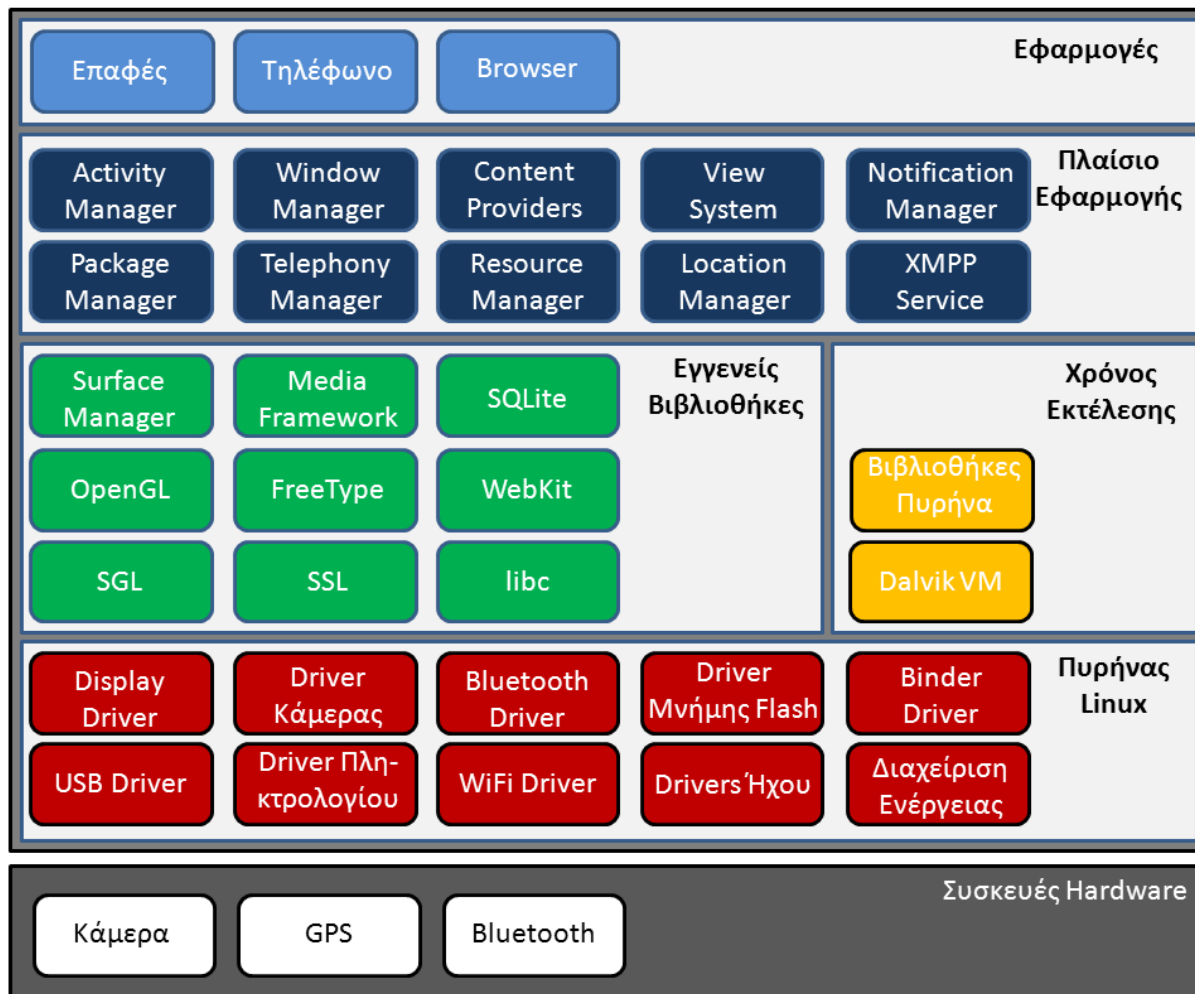 Επαφές
Τηλέφωνο
Browser
Εφαρμογές
Activity
Manager
Window
Manager
Content
Providers
View
System
Notification
Manager
Πλαίσιο
Εφαρμογής
Package
Manager
Telephony
Manager
Resource
Manager
Location
Manager
XMPP
Service
Surface
Manager
Media
Framework
SQLite
Εγγενείς
Βιβλιοθήκες
Χρόνος
Εκτέλεσης
OpenGL
FreeType
WebKit
Βιβλιοθήκες
Πυρήνα
SGL
SSL
libc
Dalvik VM
Display
Driver
Driver
Κάμερας
Bluetooth
Driver
Driver
Μνήμης Flash
Binder
Driver
Πυρήνας
Linux
USB Driver
Driver Πλη-
κτρολογίου
WiFi Driver
Drivers Ήχου
Διαχείριση
Ενέργειας
Συσκευές Hardware
Κάμερα
GPS
Bluetooth